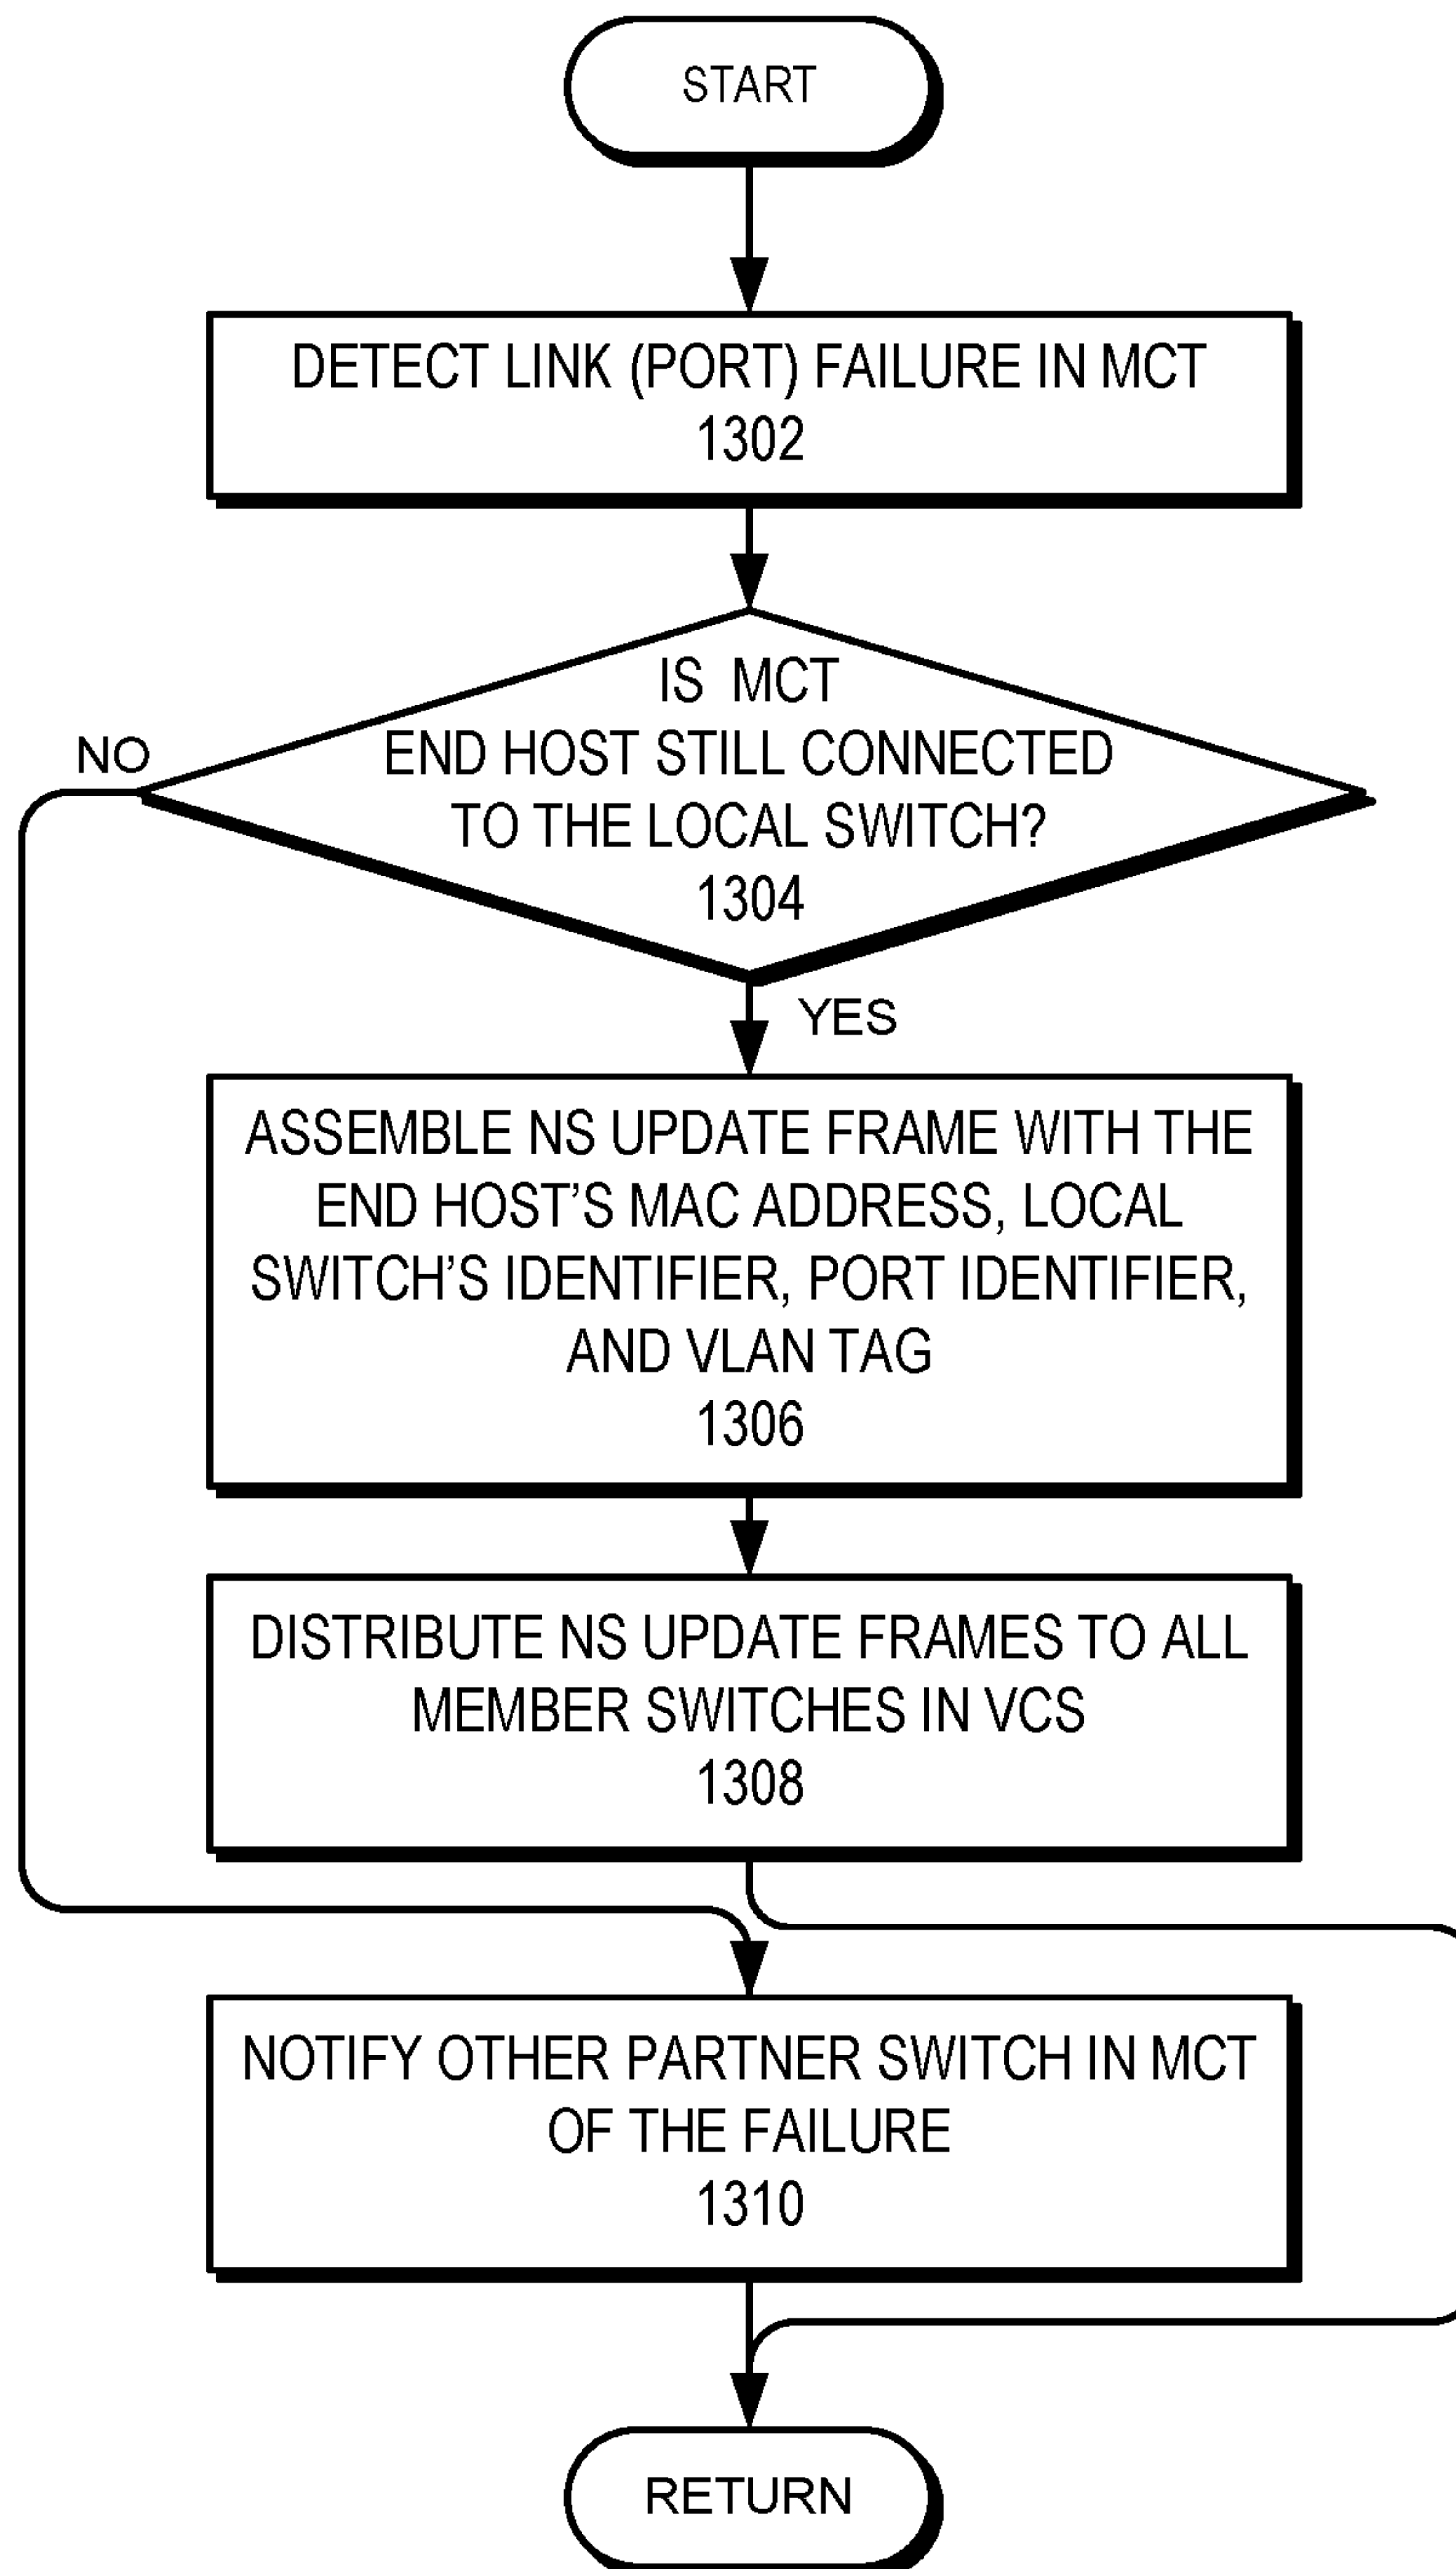 START
DETECT LINK (PORT) FAILURE IN MCT
1302
IS MCT
END HOST STILL CONNECTED
TO THE LOCAL SWITCH?
1304
NO
YES
ASSEMBLE NS UPDATE FRAME WITH THE
END HOST'S MAC ADDRESS, LOCAL
SWITCH'S IDENTIFIER, PORT IDENTIFIER,
AND VLAN TAG
1306
DISTRIBUTE NS UPDATE FRAMES TO ALL
MEMBER SWITCHES IN VCS
1308
NOTIFY OTHER PARTNER SWITCH IN MCT
OF THE FAILURE
1310
RETURN